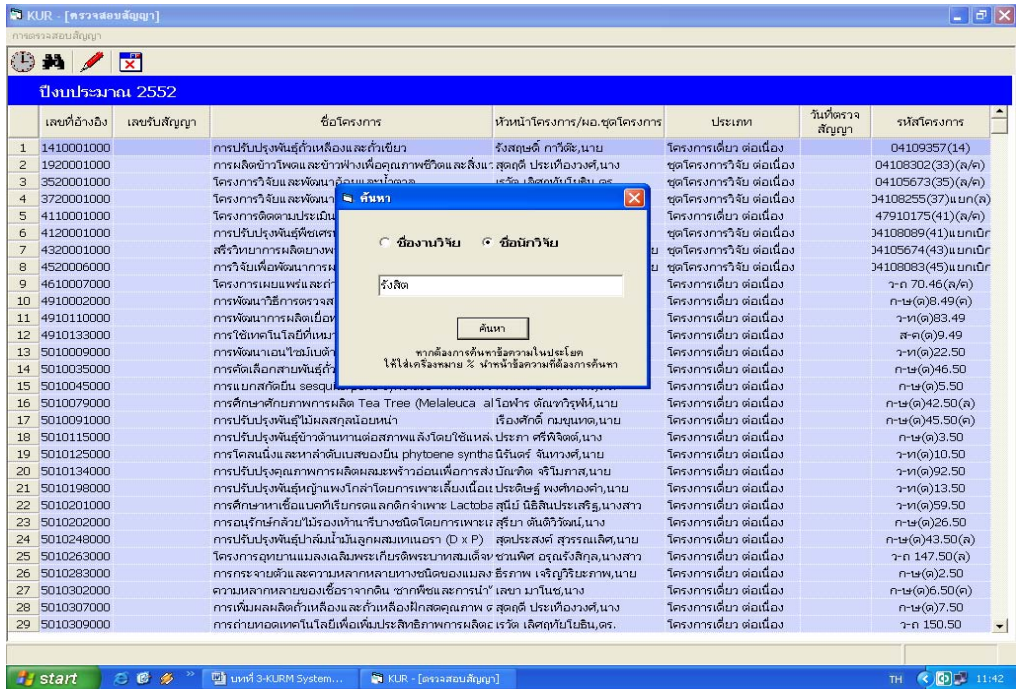 KUR - [ตรวจสอบสัญญา]
การตรวจสอบสัญญา
ปีงบประมาณ 2552
เลขที่อ้างอิง เลขรับสัญญา ชื่อโครงการ หัวหน้าโครงการ/ผอ.ชุดโครงการ ประเภท วันที่ตรวจสัญญา รหัสโครงการ
1 1410001000 การปรับปรุงพันธุ์ถั่วเหลืองและถั่วเขียว รังสฤษดิ์ กาวีต๊ะ,นาย โครงการเดี่ยว ต่อเนื่อง 04109357(14)
2 1920001000 การผลิตข้าวโพดและข้าวฟ่างเพื่อคุณภาพชีวิตและสิ่งแว สุดฤดี ประเทืองวงศ์,นาง ชุดโครงการวิจัย ต่อเนื่อง 04108302(33)(ล/ค)
3 3520001000 โครงการวิจัยและพัฒนาอ้อยและน้ำตาล เรวัต เลิศฤทัยโยธิน,ดร. ชุดโครงการวิจัย ต่อเนื่อง 04105673(35)(ล/ค)
4 3720001000 โครงการวิจัยและพัฒนา ชุดโครงการวิจัย ต่อเนื่อง 04108255(37)แยก(ล)
5 4110001000 โครงการติดตามประเมิน โครงการเดี่ยว ต่อเนื่อง 47910175(41)(ล/ค)
6 4120001000 การปรับปรุงพันธุ์พืชเศรษ ชุดโครงการวิจัย ต่อเนื่อง 04108089(41)แยกเบิก
7 4320001000 สรีรวิทยาการผลิตยางพ ย ชุดโครงการวิจัย ต่อเนื่อง 04105674(43)แยกเบิก
8 4520006000 การวิจัยเพื่อพัฒนาการผ ย ชุดโครงการวิจัย ต่อเนื่อง 04108083(45)แยกเบิก
9 4610007000 โครงการเผยแพร่และถ่า โครงการเดี่ยว ต่อเนื่อง ว-ถ 70.46(ล/ค)
10 4910002000 การพัฒนาวิธีการตรวจส โครงการเดี่ยว ต่อเนื่อง ก-ษ(ด)8.49(ค)
11 4910110000 การพัฒนาการผลิตเยื่อ โครงการเดี่ยว ต่อเนื่อง ว-ท(ด)83.49
12 4910133000 การใช้เทคโนโลยีที่เหมา โครงการเดี่ยว ต่อเนื่อง ส-ค(ด)9.49
13 5010009000 การพัฒนาเอนไซม์เบต้า โครงการเดี่ยว ต่อเนื่อง ว-ท(ด)22.50
14 5010035000 การคัดเลือกสายพันธุ์ถั่ว โครงการเดี่ยว ต่อเนื่อง ก-ษ(ด)46.50
15 5010045000 การแยกสกัดยีน โครงการเดี่ยว ต่อเนื่อง ก-ษ(ด)5.50
16 5010079000 การศึกษาศักยภาพการผลิต Tea Tree (Melaleuca al โอฬาร ตัณฑวิรุฬห์,นาย โครงการเดี่ยว ต่อเนื่อง ก-ษ(ด)42.50(ล)
17 5010091000 การปรับปรุงพันธุ์ไม้ผลสกุลน้อยหน่า เรืองศักดิ์ กมขุนทด,นาย โครงการเดี่ยว ต่อเนื่อง ก-ษ(ด)45.50(ค)
18 5010115000 การปรับปรุงพันธุ์ข้าวต้านทานต่อสภาพแล้งโดยใช้แหล่ง ประภา ศรีพิจิตต์,นาง โครงการเดี่ยว ต่อเนื่อง ก-ษ(ด)3.50
19 5010125000 การโคลนนิ่งและหาลำดับเบสของยีน phytoene syntha นิรันดร์ จันทวงศ์,นาย โครงการเดี่ยว ต่อเนื่อง ว-ท(ด)10.50
20 5010134000 การปรับปรุงคุณภาพการผลิตผลมะพร้าวอ่อนเพื่อการส่ง บัณฑิต จริโมภาส,นาย โครงการเดี่ยว ต่อเนื่อง ว-ท(ด)92.50
21 5010198000 การปรับปรุงพันธุ์หญ้าแพงโกล่าโดยการเพาะเลี้ยงเนื้อเ ประดิษฐ์ พงศ์ทองคำ,นาย โครงการเดี่ยว ต่อเนื่อง ว-ท(ด)13.50
22 5010201000 การศึกษาหาเชื้อแบคทีเรียกรดแลกติกจำเพาะ Lactoba สุนีย์ นิธิสินประเสริฐ,นางสาว โครงการเดี่ยว ต่อเนื่อง ว-ท(ด)59.50
23 5010202000 การอนุรักษ์กล้วยไม้รองเท้านารีบางชนิดโดยการเพาะเ สุรียา ตันติวิวัฒน์,นาง โครงการเดี่ยว ต่อเนื่อง ก-ษ(ด)26.50
24 5010248000 การปรับปรุงพันธุ์ปาล์มน้ำมันลูกผสมเทเนอรา (D x P) สุดประสงค์ สุวรรณเลิศ,นาย โครงการเดี่ยว ต่อเนื่อง ก-ษ(ด)43.50(ล)
25 5010263000 โครงการอุทยานแมลงเฉลิมพระเกียรติพระบาทสมเด็จพ ชวนพิศ อรุณรังสิกุล,นางสาว โครงการเดี่ยว ต่อเนื่อง ว-ถ 147.50(ล)
26 5010283000 การกระจายตัวและความหลากหลายทางชนิดของแมลง ธีรภาพ เจริญวิริยะภาพ,นาย โครงการเดี่ยว ต่อเนื่อง ก-ษ(ด)2.50
27 5010302000 ความหลากหลายของเชื้อราจากดิน ซากพืชและการนำ เลขา มาโนช,นาง โครงการเดี่ยว ต่อเนื่อง ก-ษ(ด)6.50(ค)
28 5010307000 การเพิ่มผลผลิตถั่วเหลืองและถั่วเหลืองฝักสดคุณภาพ สุดฤดี ประเทืองวงศ์,นาง โครงการเดี่ยว ต่อเนื่อง ก-ษ(ด)7.50
29 5010309000 การถ่ายทอดเทคโนโลยีเพื่อเพิ่มประสิทธิภาพการผลิต เรวัต เลิศฤทัยโยธิน,ดร. โครงการเดี่ยว ต่อเนื่อง ว-ถ 150.50
ค้นหา
ชื่องานวิจัย ชื่อนักวิจัย
รังสิต
ค้นหา
หากต้องการค้นหาข้อความในประโยค
ให้ใส่เครื่องหมาย % นำหน้าข้อความที่ต้องการค้นหา
start บทที่ 3-KURM System... KUR - [ตรวจสอบสัญญา] TH 11:42